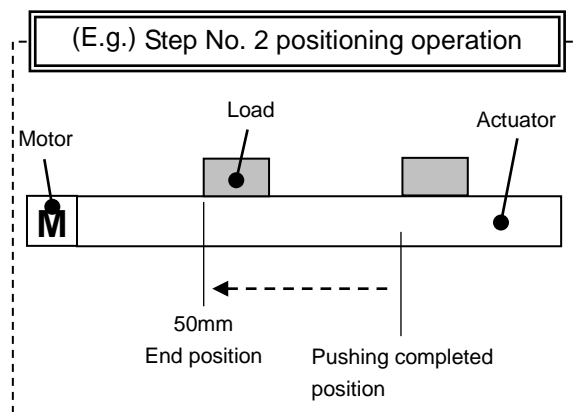 (E.g.) Step No. 2 positioning operation
Load
Motor
Actuator
M
50mm
End position
Pushing completed
position